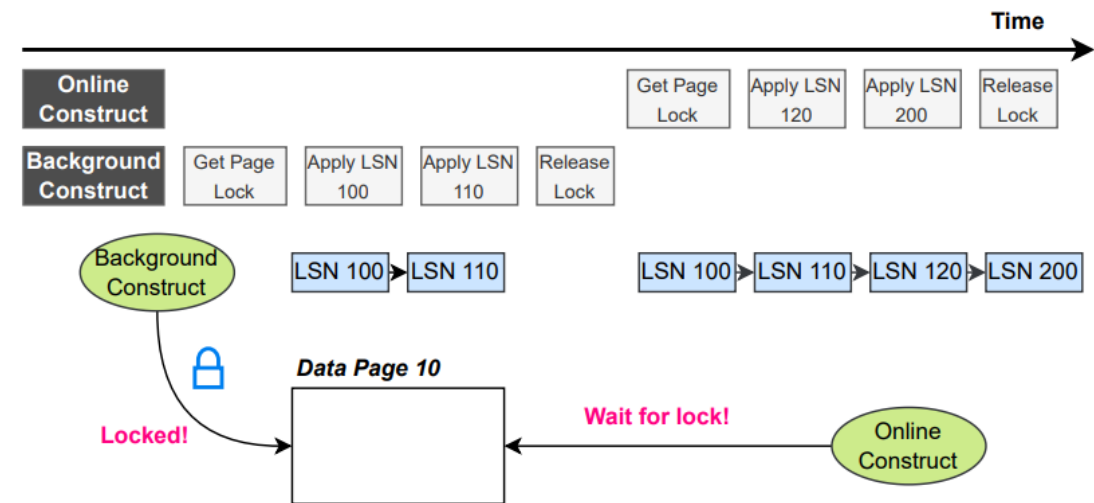 Time
Online
Construct
Get Page
Lock
Apply LSN
120
Apply LSN
200
Release
Lock
Background
Construct
Get Page
Lock
Apply LSN
100
Apply LSN
110
Release
Lock
Background
Construct
LSN 100
LSN 110
LSN 100
LSN 110
LSN 120
LSN 200
Data Page 10
Locked!
Wait for lock!
Online
Construct